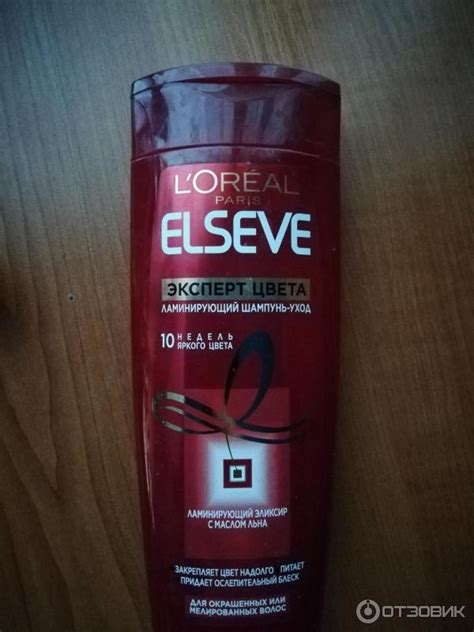 L'ORÉAL
PARIS
ELSEVE
ЭКСПЕРТ ЦВЕТА
ЛАМИНИРУЮЩИЙ ШАМПУНЬ-УХОД
10 НЕДЕЛЬ
ЯРКОГО ЦВЕТА
ЛАМИНИРУЮЩИЙ ЭЛИКСИР
С МАСЛОМ ЛЬНА
ЗАКРЕПЛЯЕТ ЦВЕТ НАДОЛГО ПИТАЕТ
ПРИДАЕТ ОСЛЕПИТЕЛЬНЫЙ БЛЕСК
ДЛЯ ОКРАШЕННЫХ ИЛИ
МЕЛИРОВАННЫХ ВОЛОС
ОТЗОВИК